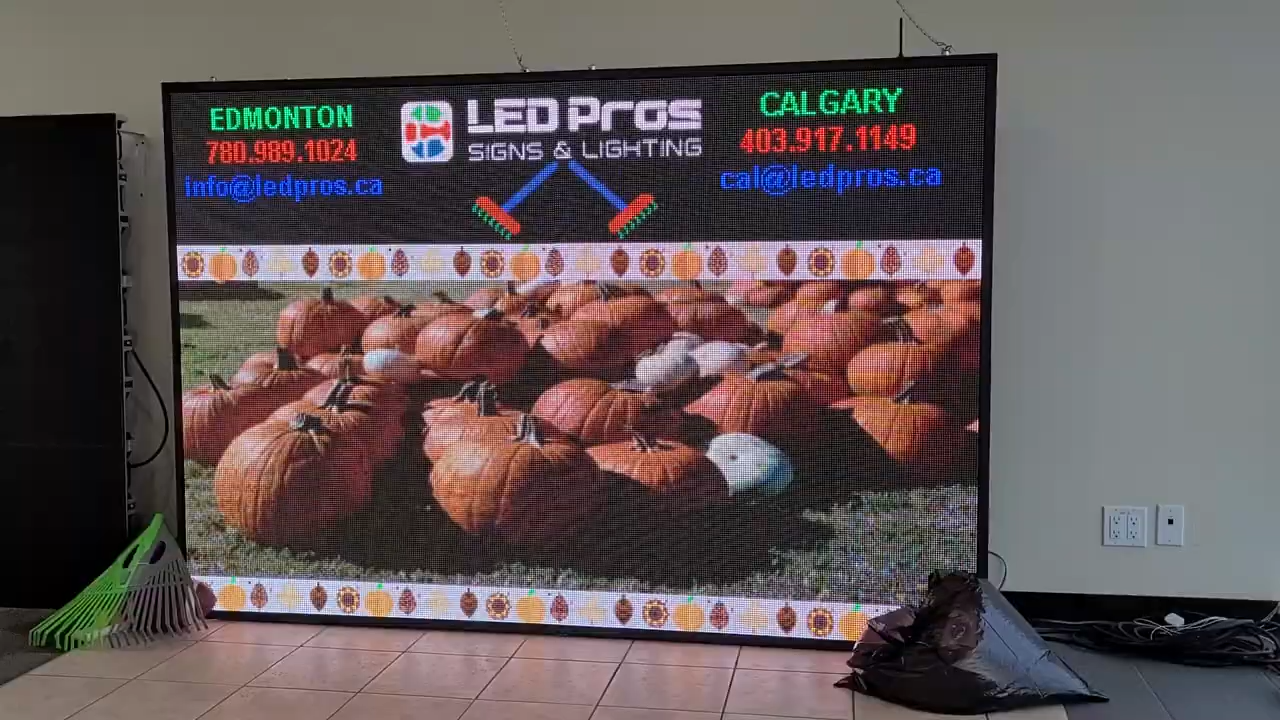 EDMONTON
780.989.1024
info@ledpros.ca
LED Pros
SIGNS & LIGHTING
CALGARY
403.917.1149
cal@ledpros.ca